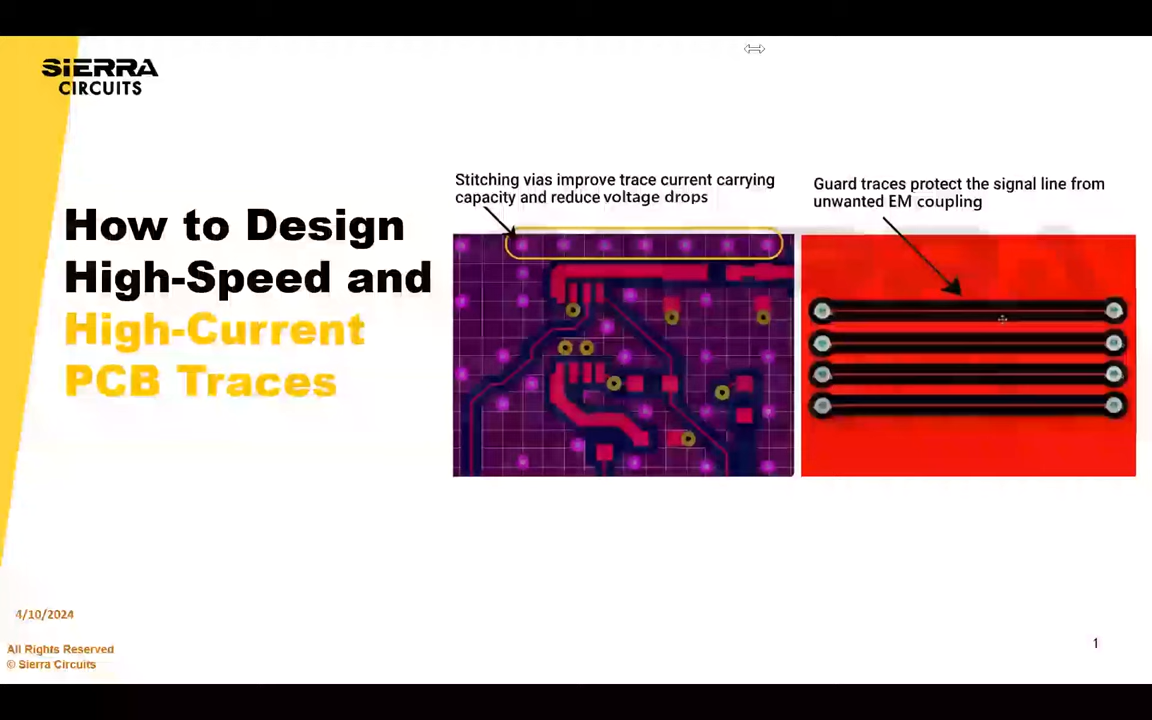 SIERRA
CIRCUITS
How to Design
High-Speed and
High-Current
PCB Traces
Stitching vias improve trace current carrying
capacity and reduce voltage drops
Guard traces protect the signal line from
unwanted EM coupling
4/10/2024
All Rights Reserved
© Sierra Circuits
1